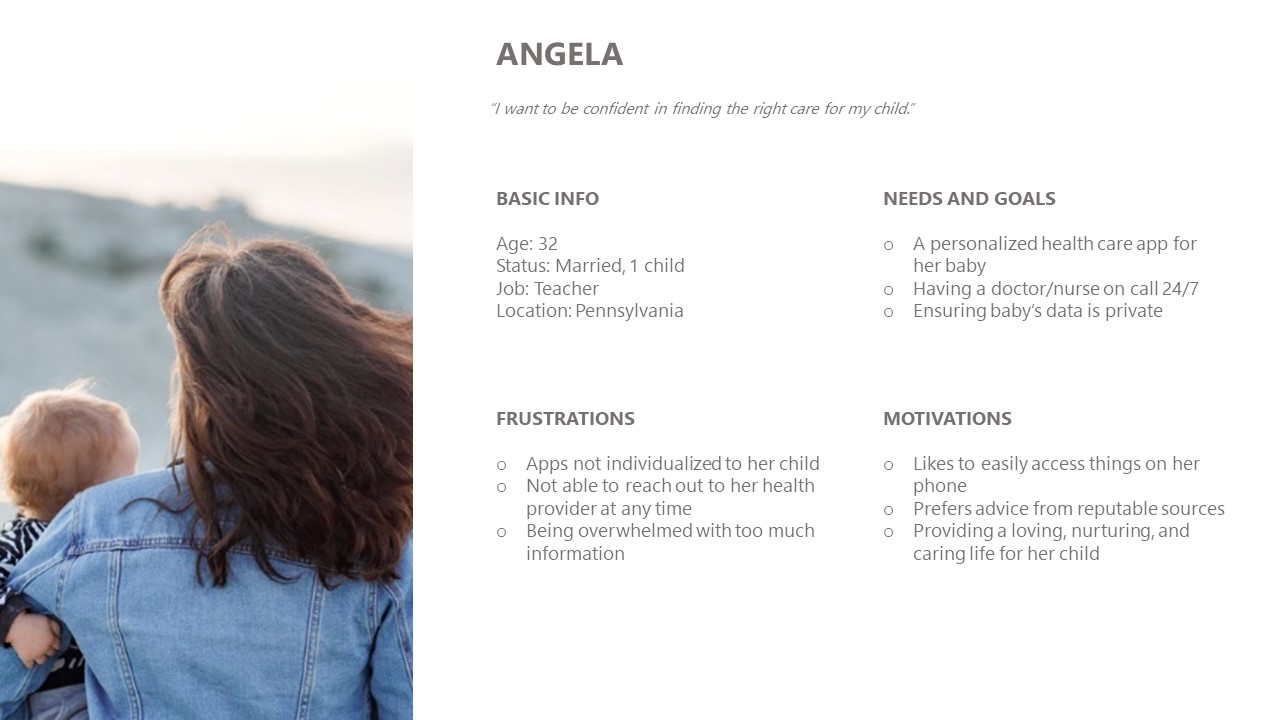 ANGELA
“I want to be confident in finding the right care for my child.”
BASIC INFO
Age: 32
Status: Married, 1 child
Job: Teacher
Location: Pennsylvania
NEEDS AND GOALS
o A personalized health care app for
her baby
o Having a doctor/nurse on call 24/7
o Ensuring baby’s data is private
FRUSTRATIONS
o Apps not individualized to her child
o Not able to reach out to her health
provider at any time
o Being overwhelmed with too much
information
MOTIVATIONS
o Likes to easily access things on her
phone
o Prefers advice from reputable sources
o Providing a loving, nurturing, and
caring life for her child